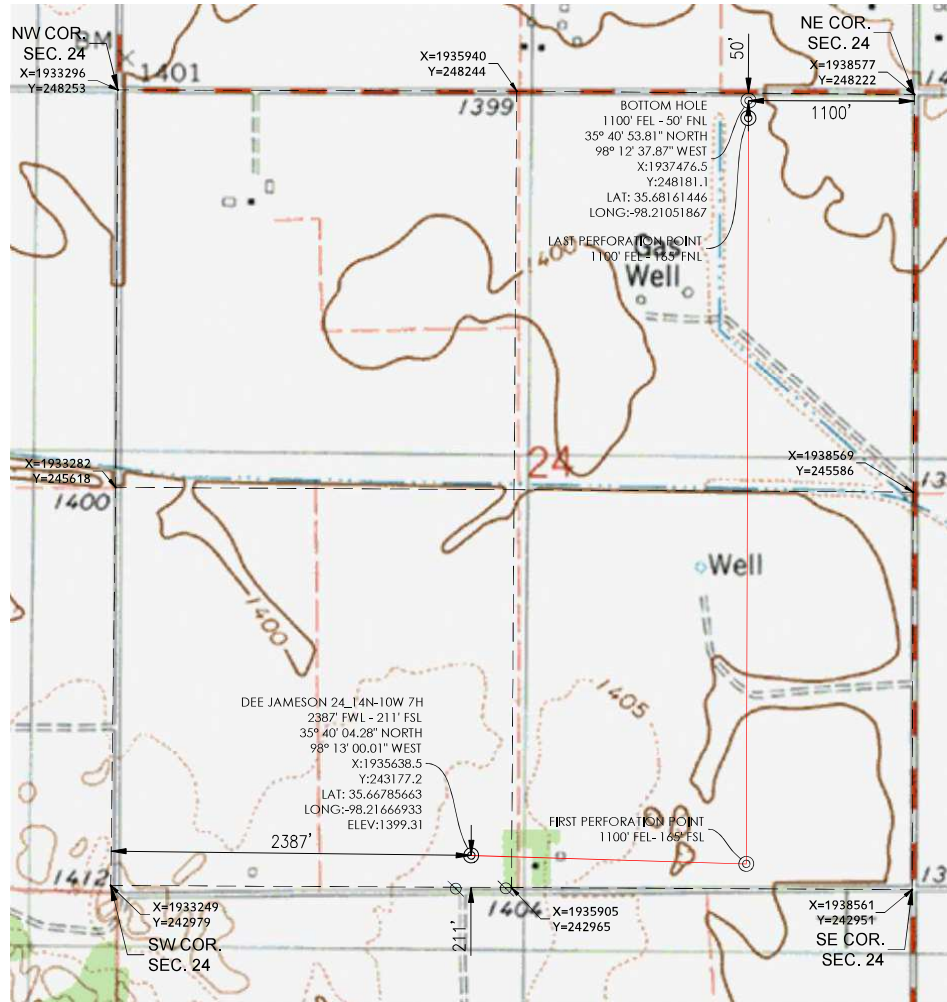 NW COR.
SEC. 24
X=1933296
Y=248253
BM
1401
X=1935940
Y=248244
1399
50'
NE COR.
SEC. 24
X=1938577
Y=248222
1100'
BOTTOM HOLE
1100' FEL - 50' FNL
35° 40' 53.81" NORTH
98° 12' 37.87" WEST
X:1937476.5
Y:248181.1
LAT: 35.68161446
LONG:-98.21051867
LAST PERFORATION POINT
1100' FEL - 165' FNL
1400
Gas
Well
24
X=1933282
Y=245618
1400
X=1938569
Y=245586
Well
1400
1405
DEE JAMESON 24_14N-10W 7H
2387' FWL - 211' FSL
35° 40' 04.28" NORTH
98° 13' 00.01" WEST
X:1935638.5
Y:243177.2
LAT: 35.66785663
LONG:-98.21666933
ELEV:1399.31
FIRST PERFORATION POINT
1100' FEL- 165' FSL
2387'
1412
1404
X=1933249
Y=242979
SW COR.
SEC. 24
211'
X=1935905
Y=242965
X=1938561
Y=242951
SE COR.
SEC. 24